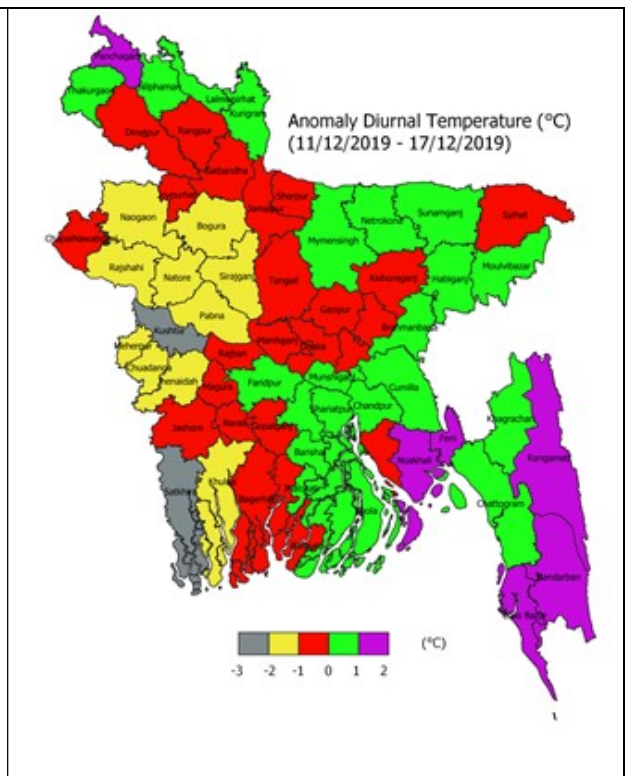 Panchagarh
Thakurgaon
Nilphamari
Lalmonirhat
Kurigram
Dinajpur
Rangpur
Anomaly Diurnal Temperature (°C)
(11/12/2019 - 17/12/2019)
Gaibandha
Joypurhat
Jamalpur
Sherpur
Naogaon
Bogura
Mymensingh
Netrokona
Sunamganj
Sylhet
Rajshahi
Natore
Sirajganj
Tangail
Kishoreganj
Habiganj
Moulvibazar
Pabna
Gazipur
Kushtia
Meherpur
Chuadanga
Jhenaidah
Rajbari
Manikganj
Dhaka
Magura
Faridpur
Munshiganj
Cumilla
Jashore
Narail
Gopalganj
Shariatpur
Chandpur
Khagrachari
Rangamati
Satkhira
Khulna
Bagerhat
Barishal
Bhola
Noakhali
Feni
Chattogram
Bandarban
(°C)
-3 -2 -1 0 1 2